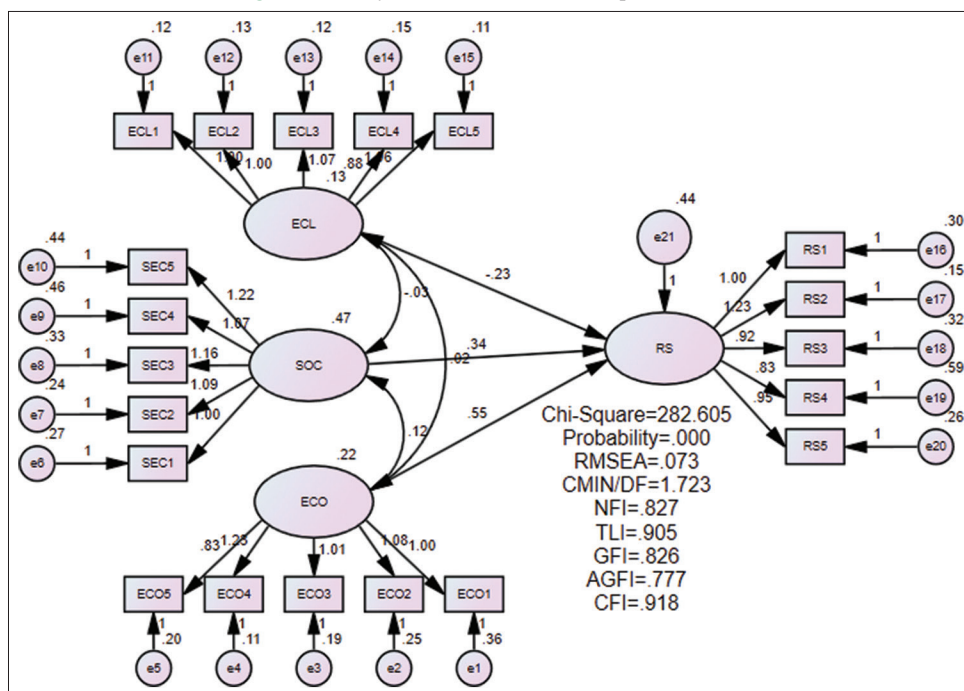 .12 .13 .12 .15 .11
e11 e12 e13 e14 e15
1 1 1 1 1
ECL1 ECL2 ECL3 ECL4 ECL5
1.00 1.00 1.07 .88
.13
ECL
.44
e10 1 SEC5
.46
e9 1 SEC4
.33
e8 1 SEC3
.24
e7 1 SEC2
.27
e6 1 SEC1
1.22
1.07
1.16
1.09
1.00
.47
SOC
-.03
.02
.12
-.23
.34
.55
.44
e21
1
RS
1.00
1.23
.92
.83
.95
.30
RS1 1 e16
.15
RS2 1 e17
.32
RS3 1 e18
.59
RS4 1 e19
.26
RS5 1 e20
.22
ECO
.83 1.23 1.01 1.08 1.00
ECO5 ECO4 ECO3 ECO2 ECO1
1 1 1 1 1
.20 .11 .19 .25 .36
e5 e4 e3 e2 e1
Chi-Square=282.605
Probability=.000
RMSEA=.073
CMIN/DF=1.723
NFI=.827
TLI=.905
GFI=.826
AGFI=.777
CFI=.918